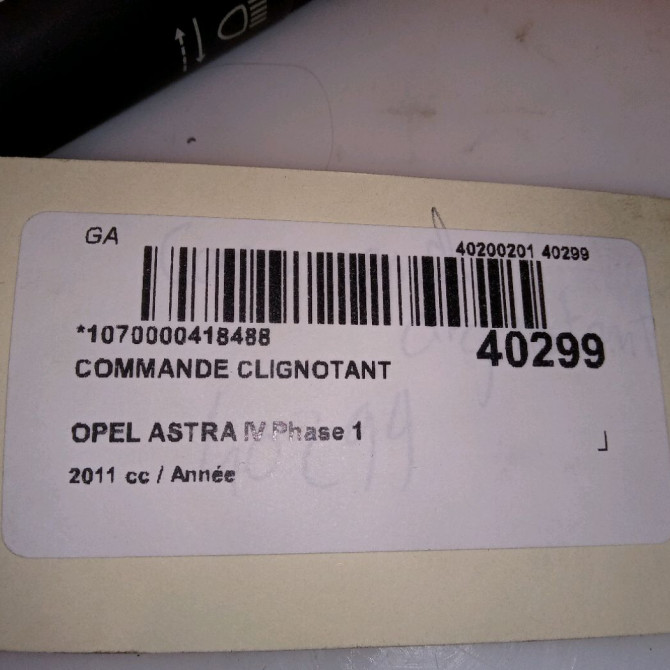 GA
40200201 40299
*1070000418488
40299
COMMANDE CLIGNOTANT
OPEL ASTRA IV Phase 1
2011 cc / Année